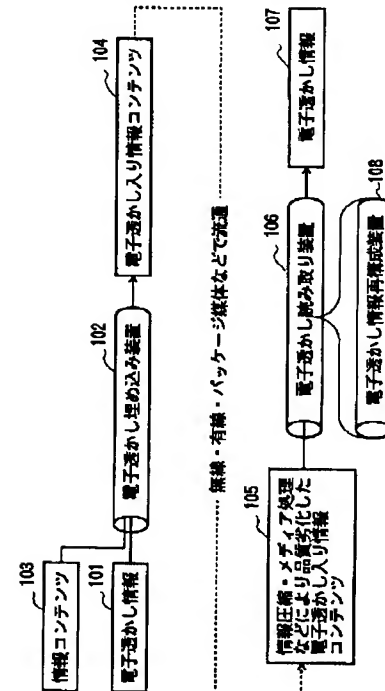 103
情報コンテンツ
101
電子透かし情報
102
電子透かし埋め込み装置
104
電子透かし入り情報コンテンツ
無線・有線・パッケージ媒体などで流通
105
情報圧縮・メディア処理
などにより品質劣化した
電子透かし入り情報
コンテンツ
106
電子透かし読み取り装置
107
電子透かし情報
電子透かし情報再構成装置
108